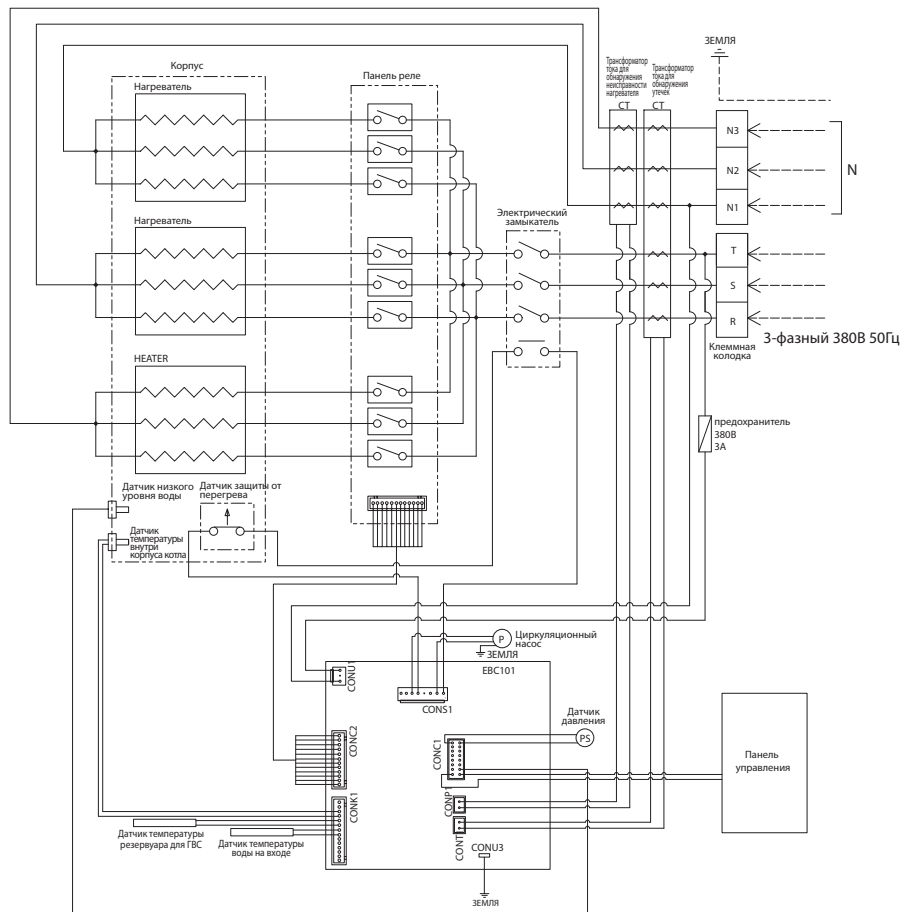 ЗЕМЛЯ
Трансформатор
тока для
обнаружения
неисправности
нагревателя
CT
Трансформатор
тока для
обнаружения
утечек
CT
Корпус
Нагреватель
Панель реле
N3
N2
N1
N
Нагреватель
Электрический
замыкатель
T
S
R
Клеммная
колодка
3-фазный 380В 50Гц
HEATER
предохранитель
380В
3А
Датчик низкого
уровня воды
Датчик защиты от
перегрева
Датчик
температуры
внутри
корпуса котла
P
Циркуляционный
насос
ЗЕМЛЯ
EBC101
CONU1
CONS1
Датчик
давления
PS
CONC2
CONC1
Панель
управления
CONK1
CONP1
CONT
Датчик температуры
резервуара для ГВС
Датчик температуры
воды на входе
CONU3
ЗЕМЛЯ